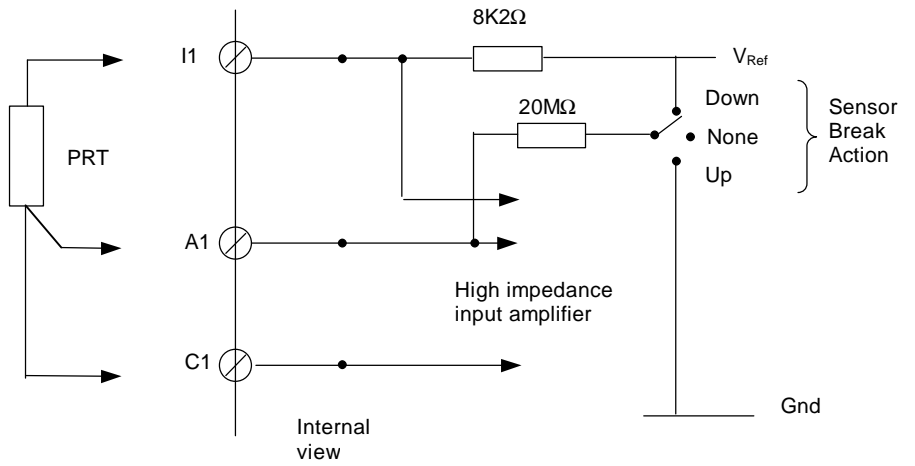 8K2Ω
I1
V_Ref
Down
Sensor
20MΩ
Break
None
Action
PRT
Up
A1
High impedance
input amplifier
C1
Gnd
Internal
view